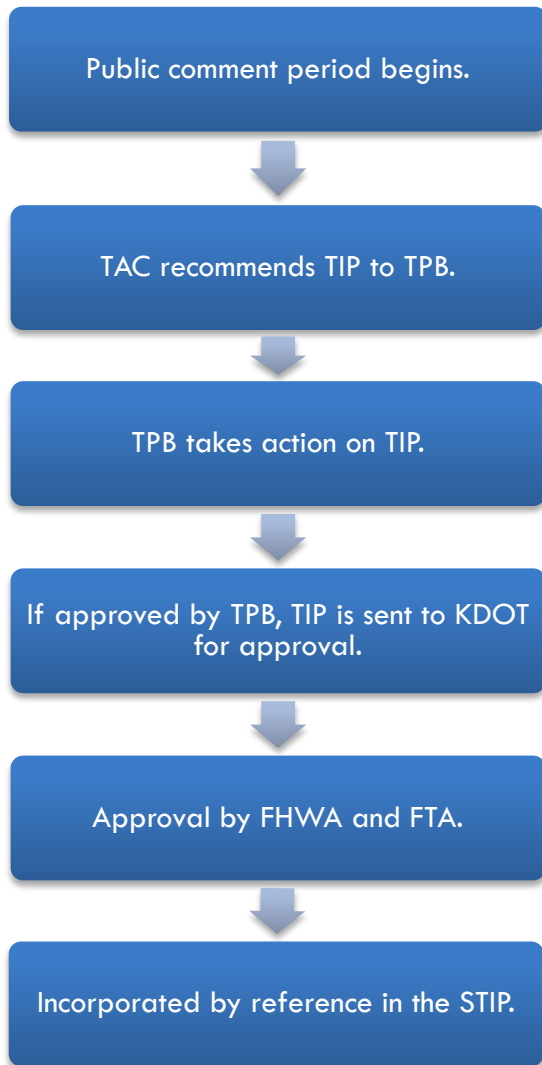 Public comment period begins.
TAC recommends TIP to TPB.
TPB takes action on TIP.
If approved by TPB, TIP is sent to KDOT
for approval.
Approval by FHWA and FTA.
Incorporated by reference in the STIP.